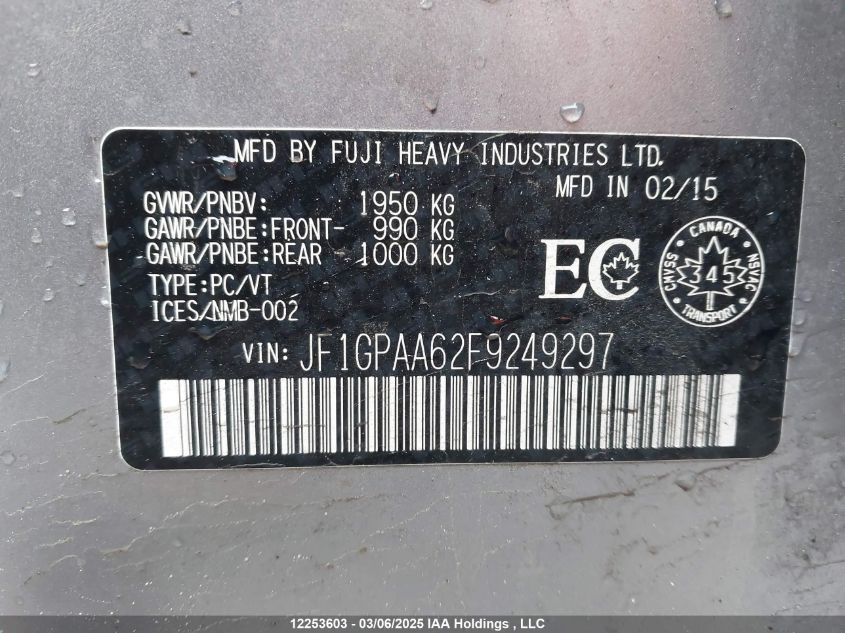 MFD BY FUJI HEAVY INDUSTRIES LTD.
MFD IN 02/15
GVWR/PNBV: 1950 KG
GAWR/PNBE:FRONT- 990 KG
GAWR/PNBE:REAR - 1000 KG
TYPE:PC/VT
ICES/NMB-002
EC
CANADA
CMVSS NSVAC
345
TRANSPORT
VIN: JF1GPAA62F9249297
12253603 - 03/06/2025 IAA Holdings , LLC